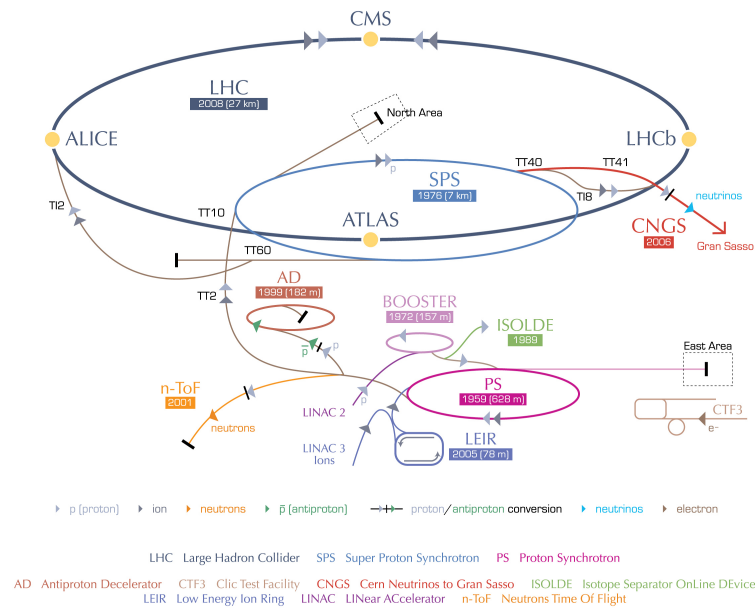 CMS
LHC
2008 (27 km)
North Area
ALICE
LHCb
TT40
TT41
SPS
1976 (7 km)
p
TI8
neutrinos
TI2
TT10
ATLAS
CNGS
2006
Gran Sasso
TT60
AD
1999 (182 m)
TT2
BOOSTER
1972 (157 m)
ISOLDE
1989
East Area
p̅
p
n-ToF
2001
neutrons
LINAC 2
PS
1959 (628 m)
CTF3
e-
LINAC 3
Ions
LEIR
2005 (78 m)
p (proton) ion neutrons p̅ (antiproton) proton/antiproton conversion neutrinos electron
LHC Large Hadron Collider SPS Super Proton Synchrotron PS Proton Synchrotron
AD Antiproton Decelerator CTF3 Clic Test Facility CNGS Cern Neutrinos to Gran Sasso ISOLDE Isotope Separator OnLine DEvice
LEIR Low Energy Ion Ring LINAC LINear ACcelerator n-ToF Neutrons Time Of Flight